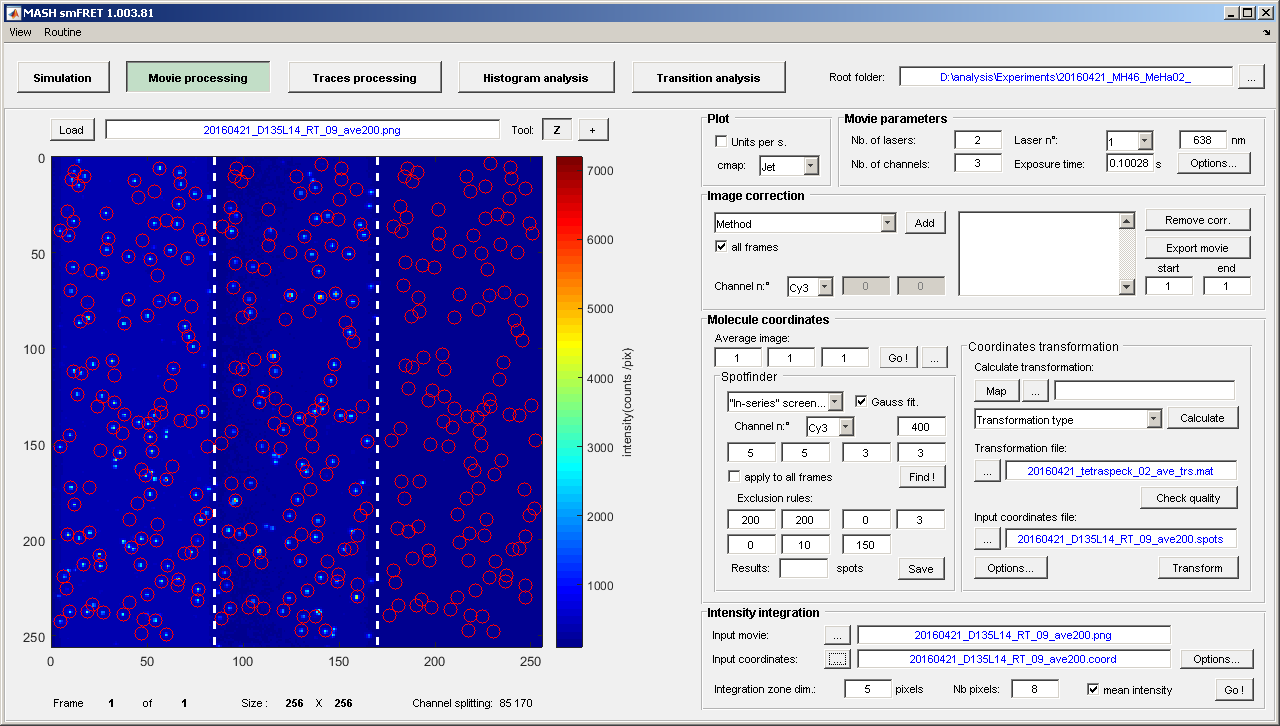 MASH smFRET 1.003.81
View Routine
Simulation Movie processing Traces processing Histogram analysis Transition analysis Root folder: D:\analysis\Experiments\20160421_MH46_MeHa02_ ...
Load 20160421_D135L14_RT_09_ave200.png Tool: Z +
0
50
100
150
200
250
0 50 100 150 200 250
7000
6000
5000
4000
3000
2000
1000
intensity(counts /pix)
Frame 1 of 1 Size : 256 X 256 Channel splitting: 85 170
Plot
Units per s.
cmap: Jet
Movie parameters
Nb. of lasers: 2 Laser n°: 1 638 nm
Nb. of channels: 3 Exposure time: 0.10028 s Options...
Image correction
Method Add Remove corr.
all frames Export movie
start end
Channel n:° Cy3 0 0 1 1
Molecule coordinates
Average image:
1 1 1 Go ! ...
Spotfinder
"In-series" screen... Gauss fit.
Channel n:° Cy3 400
5 5 3 3
apply to all frames Find !
Exclusion rules:
200 200 0 3
0 10 150
Results: spots Save
Coordinates transformation
Calculate transformation:
Map ...
Transformation type Calculate
Transformation file:
... 20160421_tetraspeck_02_ave_trs.mat
Check quality
Input coordinates file:
... 20160421_D135L14_RT_09_ave200.spots
Options... Transform
Intensity integration
Input movie: ... 20160421_D135L14_RT_09_ave200.png
Input coordinates: ... 20160421_D135L14_RT_09_ave200.coord Options...
Integration zone dim.: 5 pixels Nb pixels: 8 mean intensity Go !